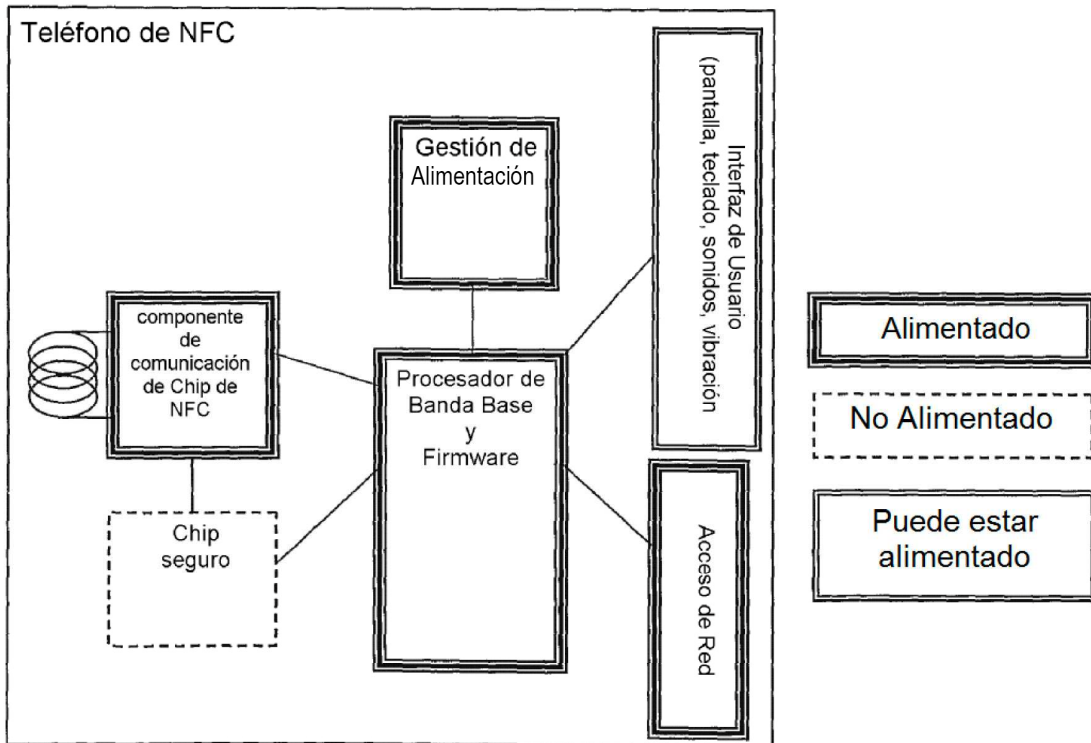 Teléfono de NFC
Gestión de
Alimentación
Interfaz de Usuario
(pantalla, teclado, sonidos, vibración
componente
de
comunicación
de Chip de
NFC
Procesador de
Banda Base
y
Firmware
Chip
seguro
Acceso de Red
Alimentado
No Alimentado
Puede estar
alimentado